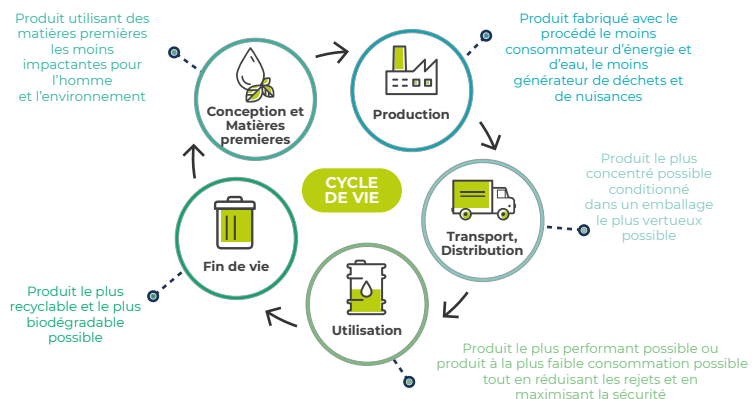 Produit utilisant des
matières premières
les moins
impactantes pour
l'homme
et l'environnement
Conception et
Matières
premieres
Production
Produit fabriqué avec le
procédé le moins
consommateur d'énergie et
d'eau, le moins
générateur de déchets et
de nuisances
CYCLE
DE VIE
Transport,
Distribution
Produit le plus
concentré possible
conditionné
dans un emballage
le plus vertueux
possible
Utilisation
Produit le plus performant possible ou
produit à la plus faible consommation possible
tout en réduisant les rejets et en
maximisant la sécurité
Fin de vie
Produit le plus
recyclable et le plus
biodégradable
possible